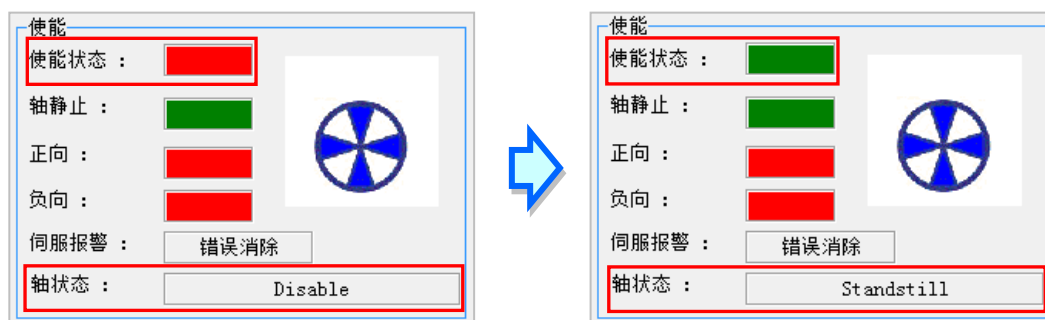 使能
使能状态 ：
轴静止 ：
正向 ：
负向 ：
伺服报警 ： 错误消除
轴状态 ： Disable
使能
使能状态 ：
轴静止 ：
正向 ：
负向 ：
伺服报警 ： 错误消除
轴状态 ： Standstill